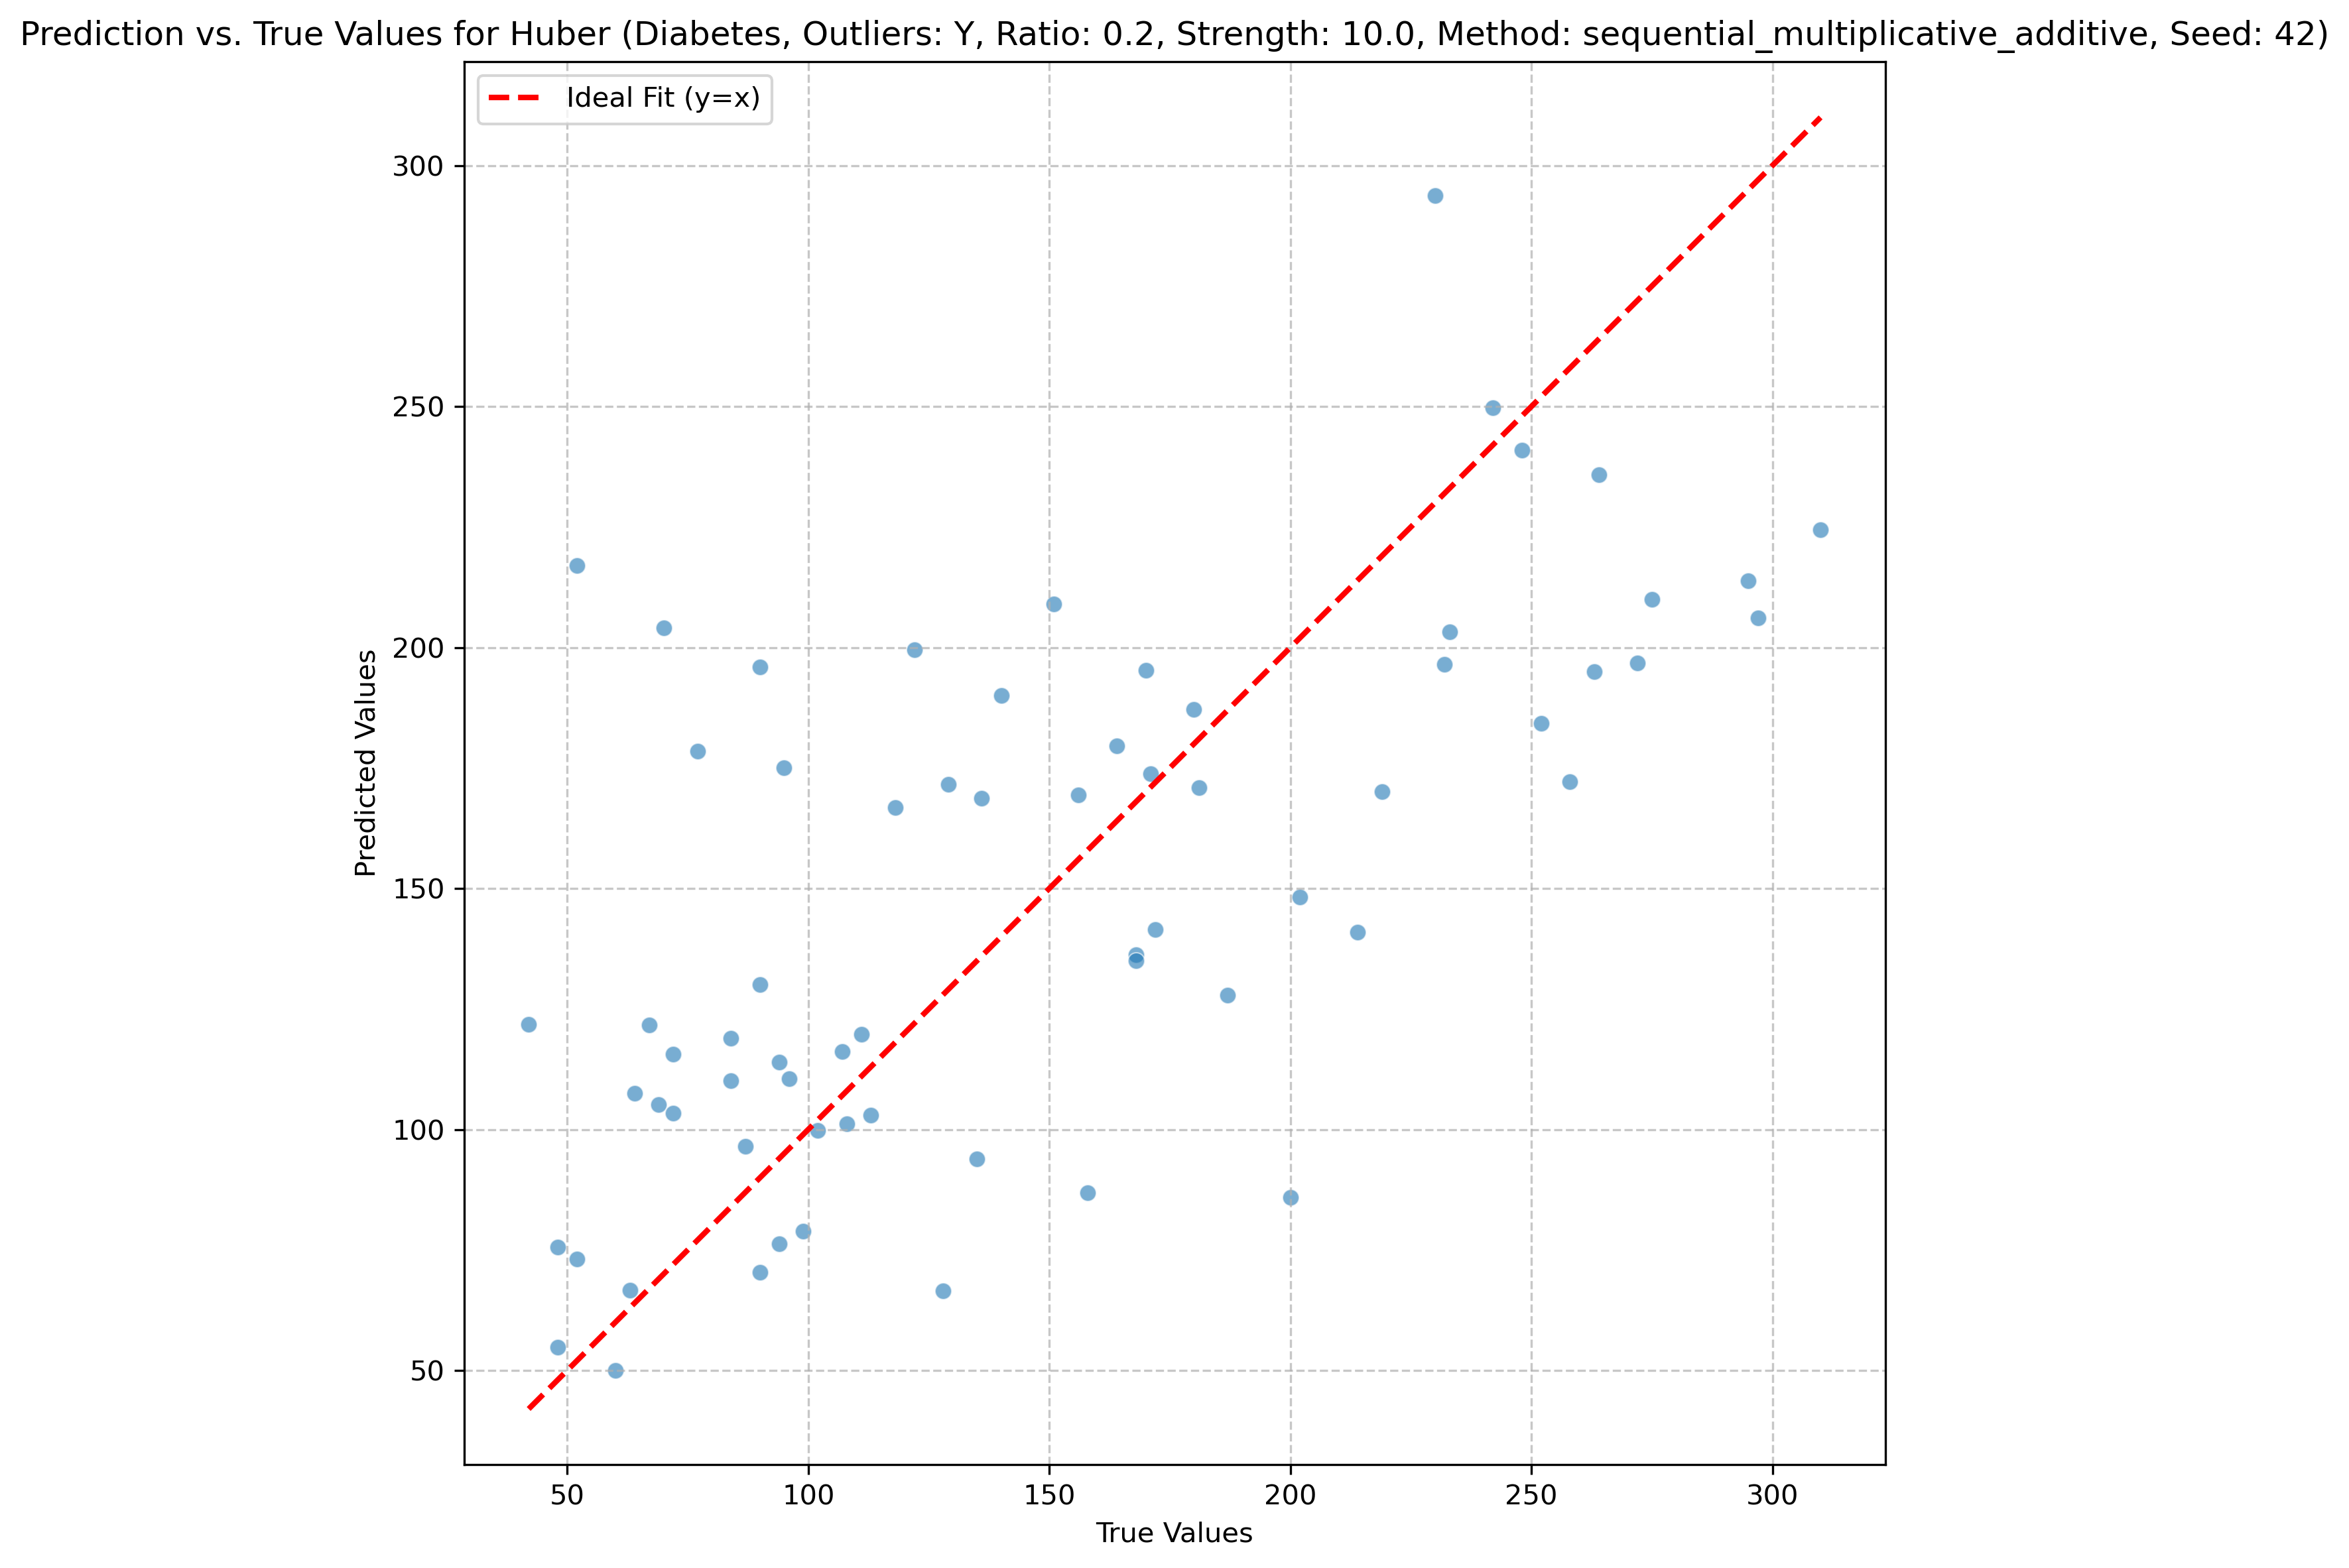 Prediction vs. True Values for Huber (Diabetes, Outliers: Y, Ratio: 0.2, Strength: 10.0, Method: sequential_multiplicative_additive, Seed: 42)
Ideal Fit (y=x)
300
250
200
150
100
50
Predicted Values
50 100 150 200 250 300
True Values